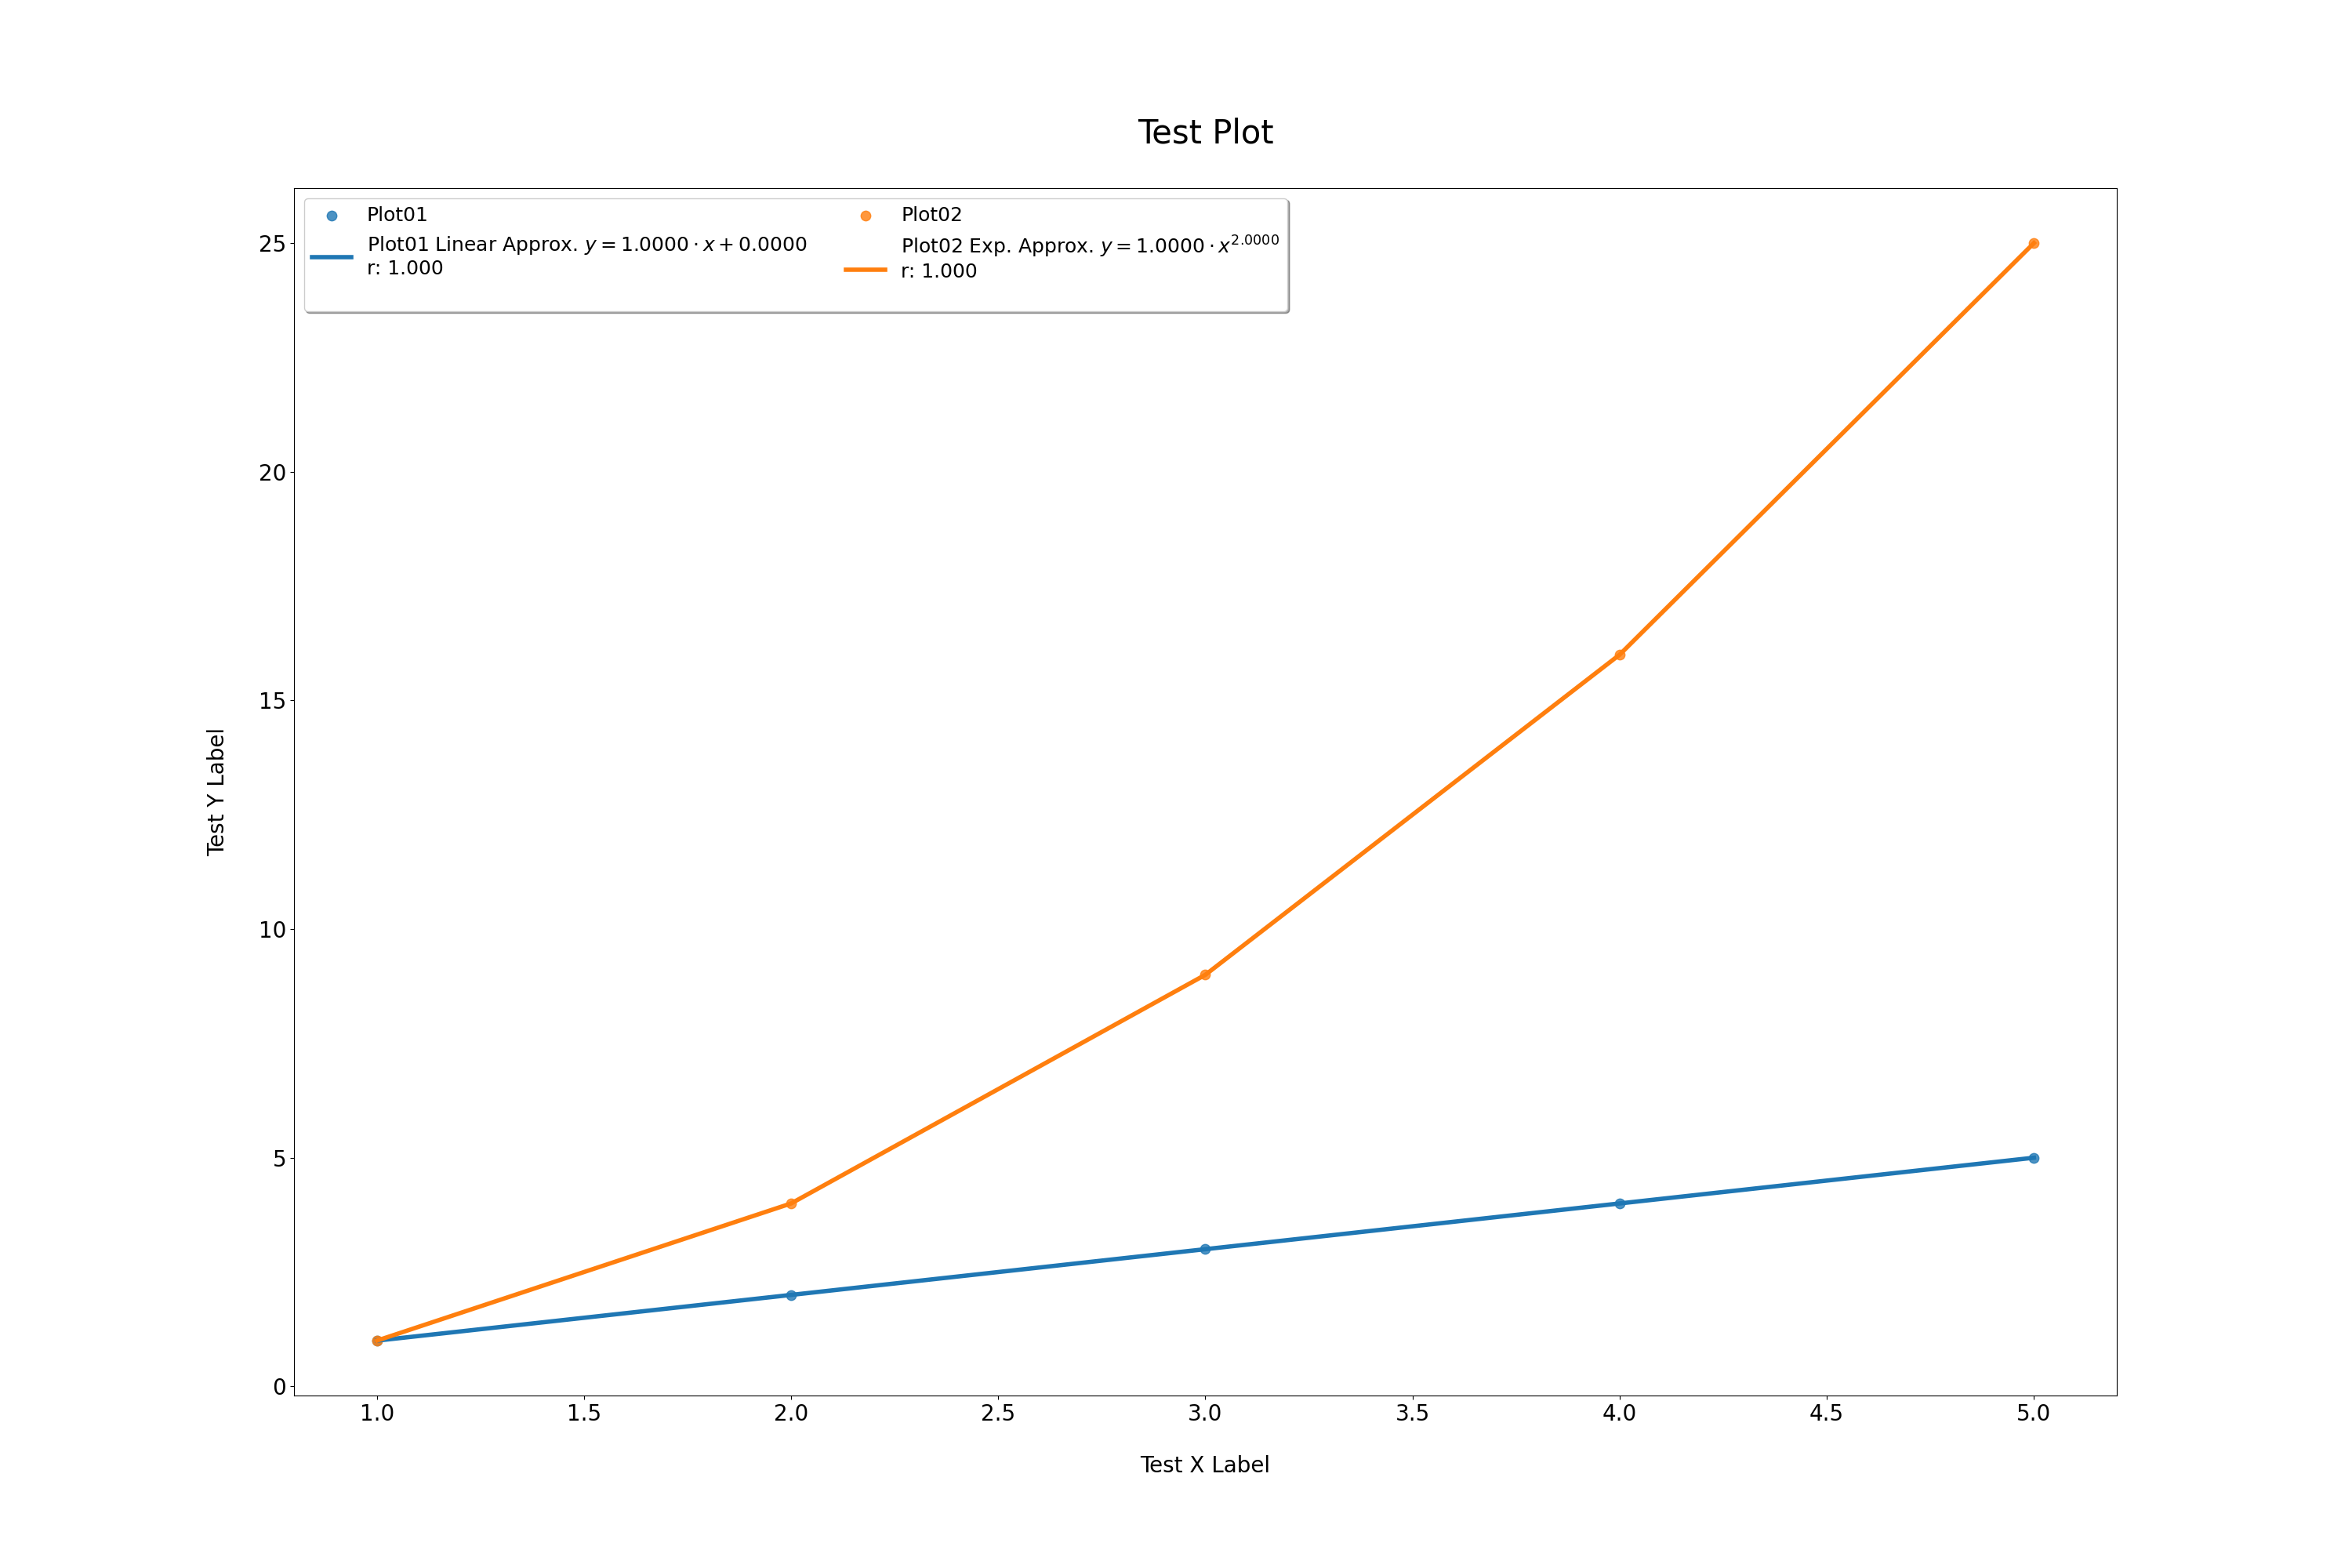 Test Plot
Plot01
Plot01 Linear Approx. y = 1.0000 · x + 0.0000
r: 1.000
Plot02
Plot02 Exp. Approx. y = 1.0000 · x^2.0000
r: 1.000
25
20
15
10
5
0
Test Y Label
1.0 1.5 2.0 2.5 3.0 3.5 4.0 4.5 5.0
Test X Label